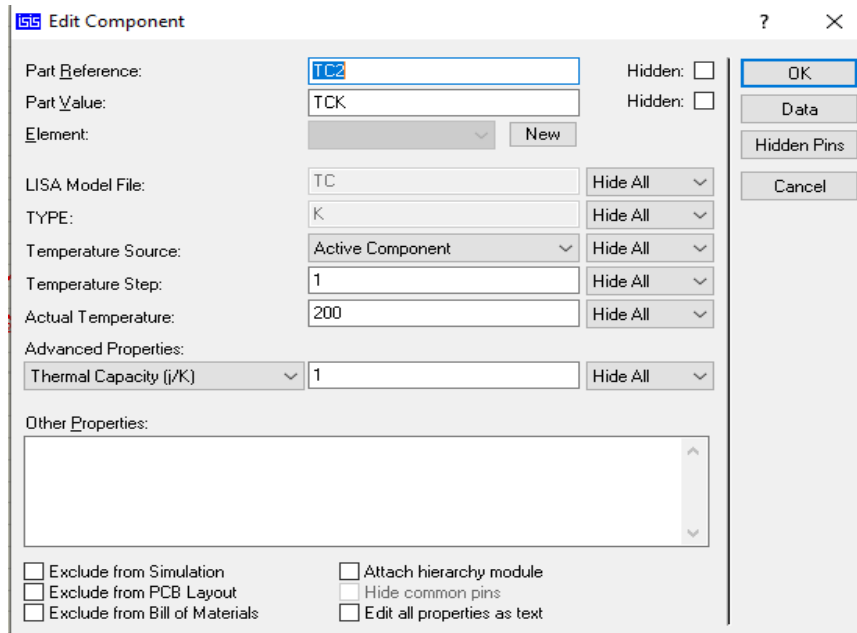 isis Edit Component ? ×
Part Reference: TC2 Hidden: OK
Part Value: TCK Hidden: Data
Element: New Hidden Pins
LISA Model File: TC Hide All Cancel
TYPE: K Hide All
Temperature Source: Active Component Hide All
Temperature Step: 1 Hide All
Actual Temperature: 200 Hide All
Advanced Properties:
Thermal Capacity (j/K) 1 Hide All
Other Properties:
Exclude from Simulation Attach hierarchy module
Exclude from PCB Layout Hide common pins
Exclude from Bill of Materials Edit all properties as text